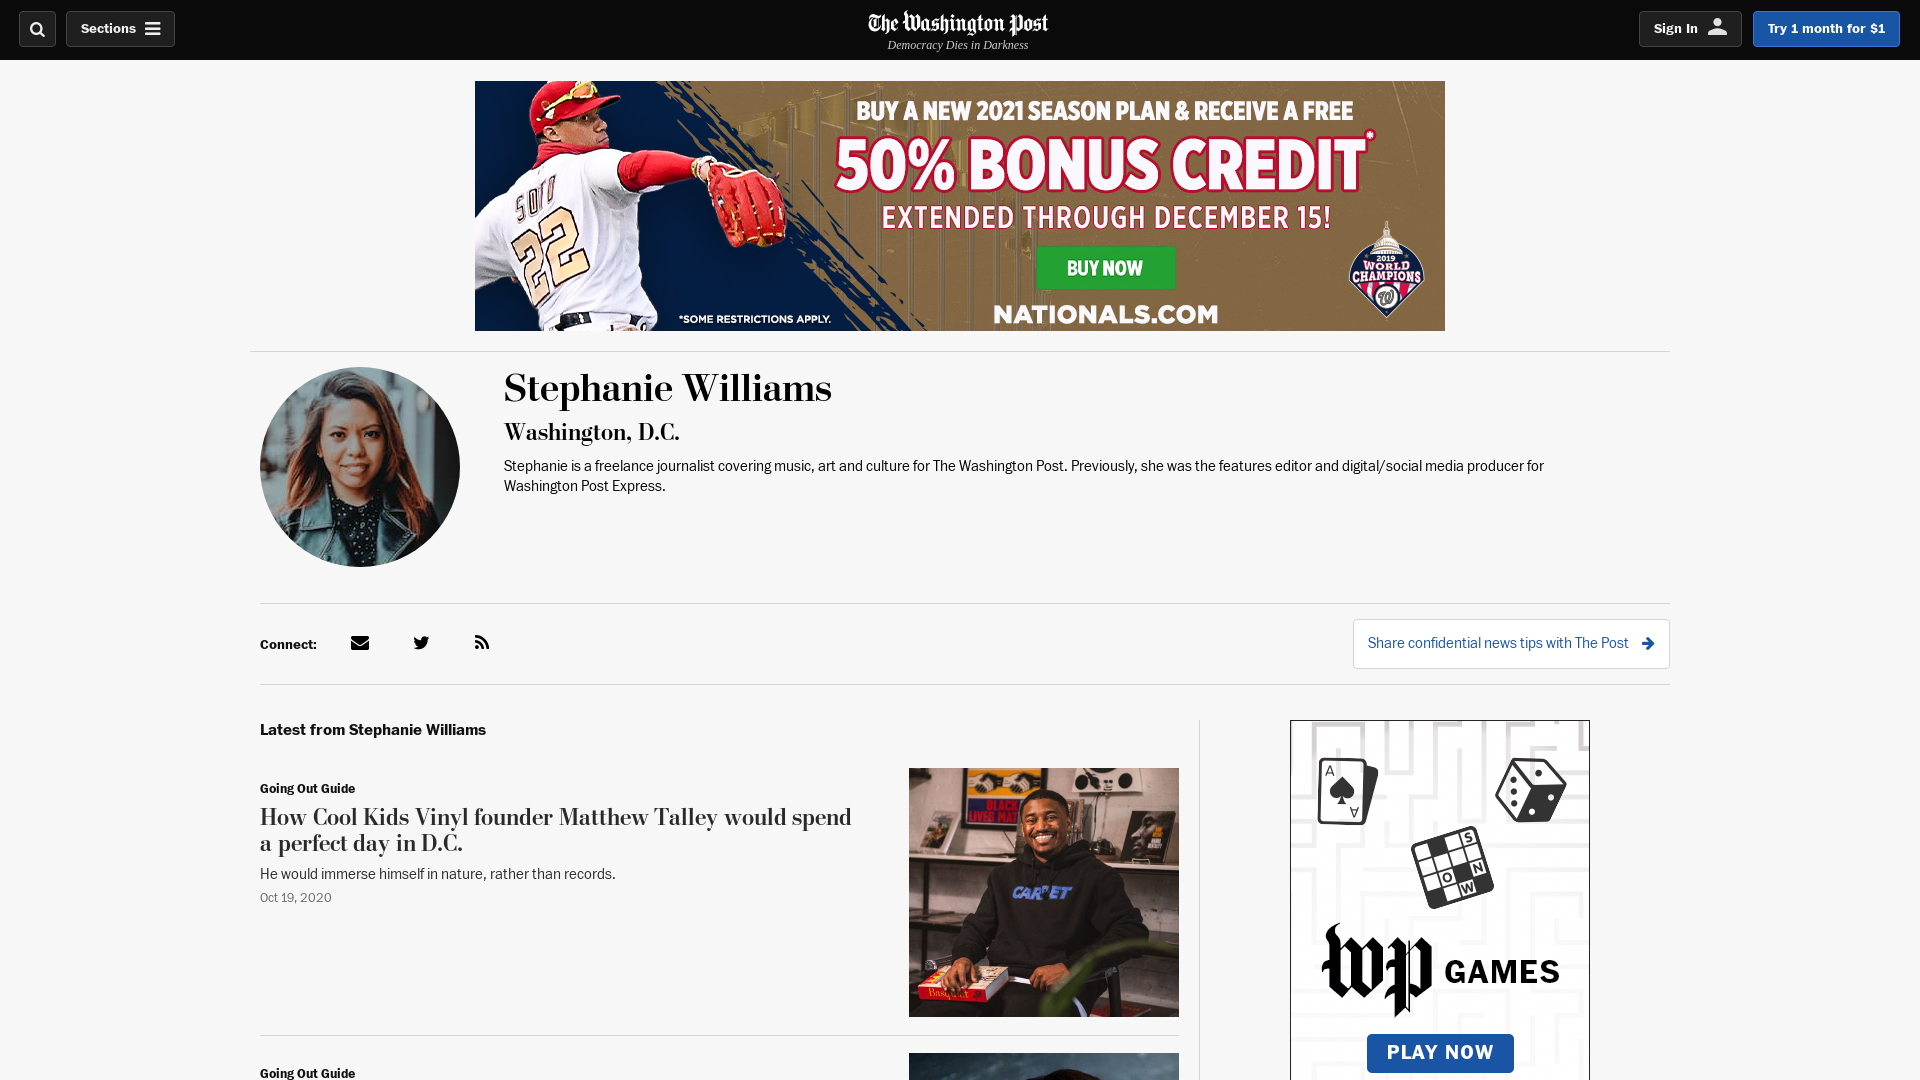 Sections
The Washington Post
Democracy Dies in Darkness
Sign In
Try 1 month for $1
BUY A NEW 2021 SEASON PLAN & RECEIVE A FREE
50% BONUS CREDIT*
EXTENDED THROUGH DECEMBER 15!
BUY NOW
NATIONALS.COM
*SOME RESTRICTIONS APPLY.
SOTO
22
2019
WORLD
CHAMPIONS
W
Stephanie Williams
Washington, D.C.
Stephanie is a freelance journalist covering music, art and culture for The Washington Post. Previously, she was the features editor and digital/social media producer for
Washington Post Express.
Connect:
Share confidential news tips with The Post
Latest from Stephanie Williams
Going Out Guide
How Cool Kids Vinyl founder Matthew Talley would spend
a perfect day in D.C.
He would immerse himself in nature, rather than records.
Oct 19, 2020
BLACK
LIVES MAT
CARPET
Basquiat
Going Out Guide
A
A
S
O
N
W
wp GAMES
PLAY NOW